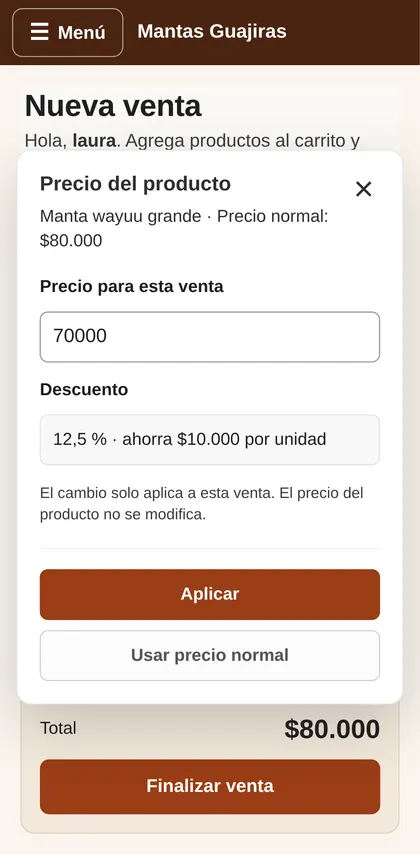 ☰ Menú
Mantas Guajiras
Nueva venta
Hola, laura. Agrega productos al carrito y
Precio del producto
×
Manta wayuu grande · Precio normal:
$80.000
Precio para esta venta
70000
Descuento
12,5 % · ahorra $10.000 por unidad
El cambio solo aplica a esta venta. El precio del
producto no se modifica.
Aplicar
Usar precio normal
Total
$80.000
Finalizar venta